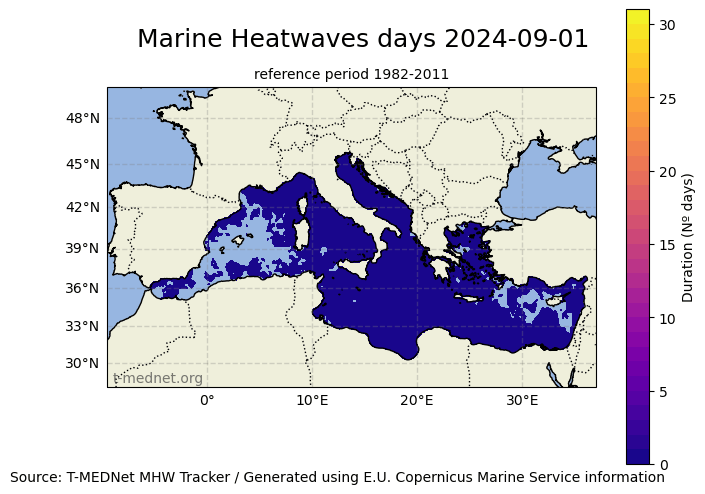 Marine Heatwaves days 2024-09-01
reference period 1982-2011
48°N
45°N
42°N
39°N
36°N
33°N
30°N
t-mednet.org
0°
10°E
20°E
30°E
30
25
20
15
10
5
0
Duration (Nº days)
Source: T-MEDNet MHW Tracker / Generated using E.U. Copernicus Marine Service information